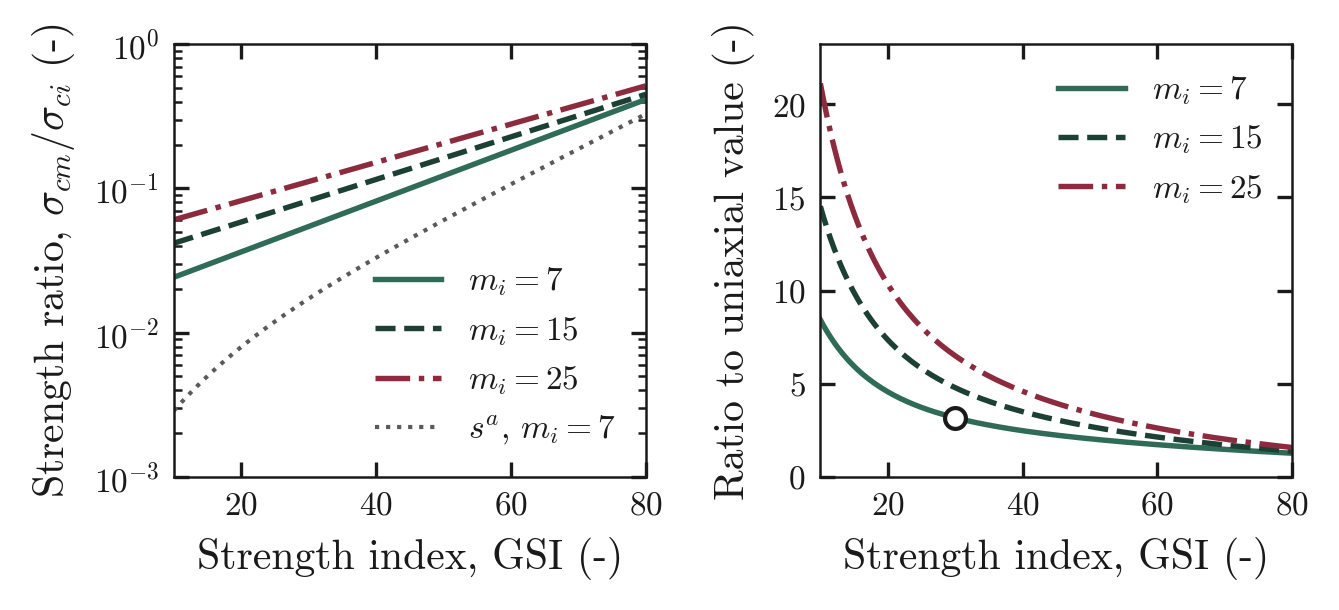 Strength ratio, σ_cm/σ_ci (-)
10^0
10^−1
10^−2
10^−3
m_i = 7
m_i = 15
m_i = 25
s^a, m_i = 7
20 40 60 80
Strength index, GSI (-)
Ratio to uniaxial value (-)
20
15
10
5
0
m_i = 7
m_i = 15
m_i = 25
20 40 60 80
Strength index, GSI (-)